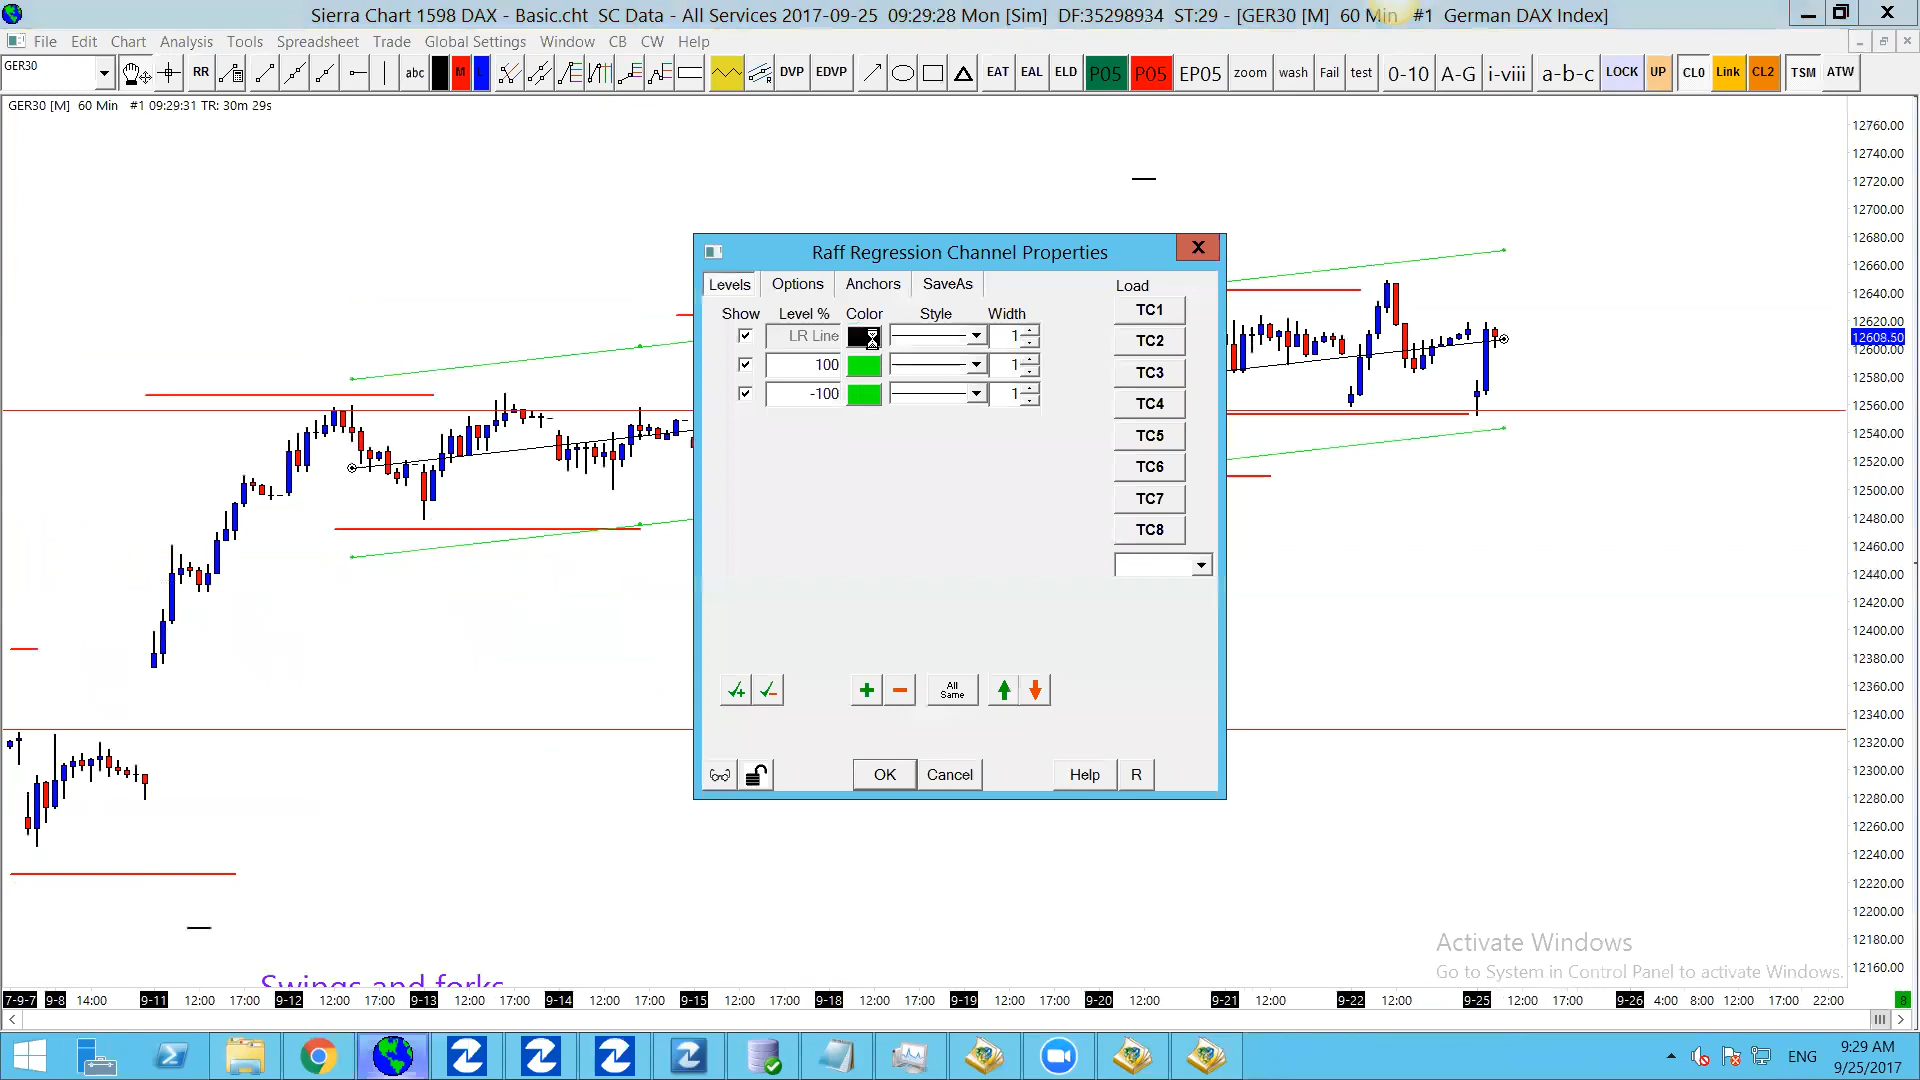 Sierra Chart 1598 DAX - Basic.cht  SC Data - All Services 2017-09-25  09:29:28 Mon [Sim]  DF:35298934  ST:29 - [GER30 [M]  60 Min  #1  German DAX Index]
File Edit Chart Analysis Tools Spreadsheet Trade Global Settings Window CB CW Help
GER30 RR abc M L DVP EDVP EAT EAL ELD P05 P05 EP05 zoom wash Fail test 0-10 A-G i-viii a-b-c LOCK UP CL0 Link CL2 TSM ATW
GER30 [M]  60 Min  #1 09:29:31 TR: 30m 29s
Raff Regression Channel Properties
Levels Options Anchors SaveAs
Load
Show Level % Color Style Width
LR Line 1
100 1
-100 1
TC1
TC2
TC3
TC4
TC5
TC6
TC7
TC8
All
Same
OK Cancel Help R
12760.00
12740.00
12720.00
12700.00
12680.00
12660.00
12640.00
12620.00
12608.50
12600.00
12580.00
12560.00
12540.00
12520.00
12500.00
12480.00
12460.00
12440.00
12420.00
12400.00
12380.00
12360.00
12340.00
12320.00
12300.00
12280.00
12260.00
12240.00
12220.00
12200.00
12180.00
12160.00
Activate Windows
Go to System in Control Panel to activate Windows.
Swings and forks
7-9-7 9-8 14:00 9-11 12:00 17:00 9-12 12:00 17:00 9-13 12:00 17:00 9-14 12:00 17:00 9-15 12:00 17:00 9-18 12:00 17:00 9-19 12:00 17:00 9-20 12:00 9-21 12:00 9-22 12:00 9-25 12:00 17:00 9-26 4:00 8:00 12:00 17:00 22:00 8
ENG
9:29 AM
9/25/2017